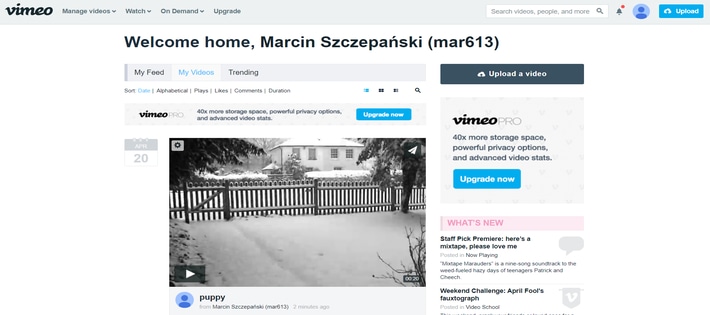 vimeo Manage videos Watch On Demand Upgrade Search videos, people, and more Upload
Welcome home, Marcin Szczepański (mar613)
My Feed My Videos Trending
Sort: Date | Alphabetical | Plays | Likes | Comments | Duration
vimeo PRO
40x more storage space, powerful privacy options,
and advanced video stats.
Upgrade now
APR
20
00:20
puppy
from Marcin Szczepański (mar613) 2 minutes ago
Upload a video
vimeo PRO
40x more storage space,
powerful privacy options,
and advanced video stats.
Upgrade now
WHAT'S NEW
Staff Pick Premiere: here's a
mixtape, please love me
Posted in Now Playing
"Mixtape Marauders" is a nine-song soundtrack to the
weed-fueled hazy days of teenagers Patrick and
Cheech.
Weekend Challenge: April Fool's
fauxtograph
Posted in Video School